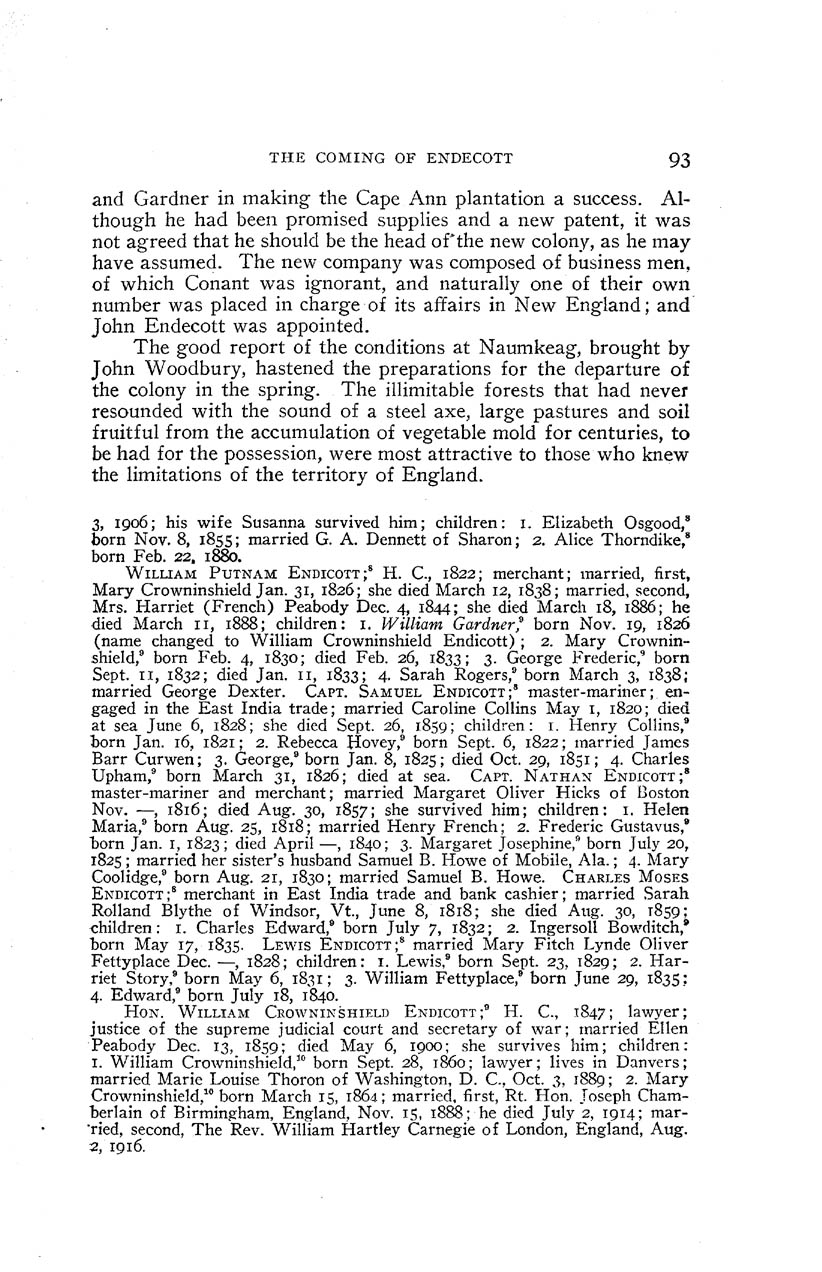 THE COMING OF ENDECOTT 93
and Gardner in making the Cape Ann plantation a success. Al-
though he had been promised supplies and a new patent, it was
not agreed that he should be the head of the new colony, as he may
have assumed. The new company was composed of business men,
of which Conant was ignorant, and naturally one of their own
number was placed in charge of its affairs in New England; and
John Endecott was appointed.
The good report of the conditions at Naumkeag, brought by
John Woodbury, hastened the preparations for the departure of
the colony in the spring. The illimitable forests that had never
resounded with the sound of a steel axe, large pastures and soil
fruitful from the accumulation of vegetable mold for centuries, to
be had for the possession, were most attractive to those who knew
the limitations of the territory of England.
3, 1906; his wife Susanna survived him; children: 1. Elizabeth Osgood,⁸
born Nov. 8, 1855; married G. A. Dennett of Sharon; 2. Alice Thorndike,⁸
born Feb. 22, 1880.
WILLIAM PUTNAM ENDICOTT;⁸ H. C., 1822; merchant; married, first,
Mary Crowninshield Jan. 31, 1826; she died March 12, 1838; married, second,
Mrs. Harriet (French) Peabody Dec. 4, 1844; she died March 18, 1886; he
died March 11, 1888; children: 1. William Gardner,⁹ born Nov. 19, 1826
(name changed to William Crowninshield Endicott); 2. Mary Crownin-
shield,⁹ born Feb. 4, 1830; died Feb. 26, 1833; 3. George Frederic,⁹ born
Sept. 11, 1832; died Jan. 11, 1833; 4. Sarah Rogers,⁹ born March 3, 1838;
married George Dexter. CAPT. SAMUEL ENDICOTT;⁸ master-mariner; en-
gaged in the East India trade; married Caroline Collins May 1, 1820; died
at sea June 6, 1828; she died Sept. 26, 1859; children: 1. Henry Collins,⁹
born Jan. 16, 1821; 2. Rebecca Hovey,⁹ born Sept. 6, 1822; married James
Barr Curwen; 3. George,⁹ born Jan. 8, 1825; died Oct. 29, 1851; 4. Charles
Upham,⁹ born March 31, 1826; died at sea. CAPT. NATHAN ENDICOTT;⁸
master-mariner and merchant; married Margaret Oliver Hicks of Boston
Nov. —, 1816; died Aug. 30, 1857; she survived him; children: 1. Helen
Maria,⁹ born Aug. 25, 1818; married Henry French; 2. Frederic Gustavus,⁹
born Jan. 1, 1823; died April —, 1840; 3. Margaret Josephine,⁹ born July 20,
1825; married her sister's husband Samuel B. Howe of Mobile, Ala.; 4. Mary
Coolidge,⁹ born Aug. 21, 1830; married Samuel B. Howe. CHARLES MOSES
ENDICOTT;⁸ merchant in East India trade and bank cashier; married Sarah
Rolland Blythe of Windsor, Vt., June 8, 1818; she died Aug. 30, 1859;
children: 1. Charles Edward,⁹ born July 7, 1832; 2. Ingersoll Bowditch,⁹
born May 17, 1835. LEWIS ENDICOTT;⁸ married Mary Fitch Lynde Oliver
Fettyplace Dec. —, 1828; children: 1. Lewis,⁹ born Sept. 23, 1829; 2. Har-
riet Story,⁹ born May 6, 1831; 3. William Fettyplace,⁹ born June 29, 1835;
4. Edward,⁹ born July 18, 1840.
HON. WILLIAM CROWNINSHIELD ENDICOTT;⁹ H. C., 1847; lawyer;
justice of the supreme judicial court and secretary of war; married Ellen
Peabody Dec. 13, 1859; died May 6, 1900; she survives him; children:
1. William Crowninshield,¹⁰ born Sept. 28, 1860; lawyer; lives in Danvers;
married Marie Louise Thoron of Washington, D. C., Oct. 3, 1889; 2. Mary
Crowninshield,¹⁰ born March 15, 1864; married, first, Rt. Hon. Joseph Cham-
berlain of Birmingham, England, Nov. 15, 1888; he died July 2, 1914; mar-
ried, second, The Rev. William Hartley Carnegie of London, England, Aug.
2, 1916.